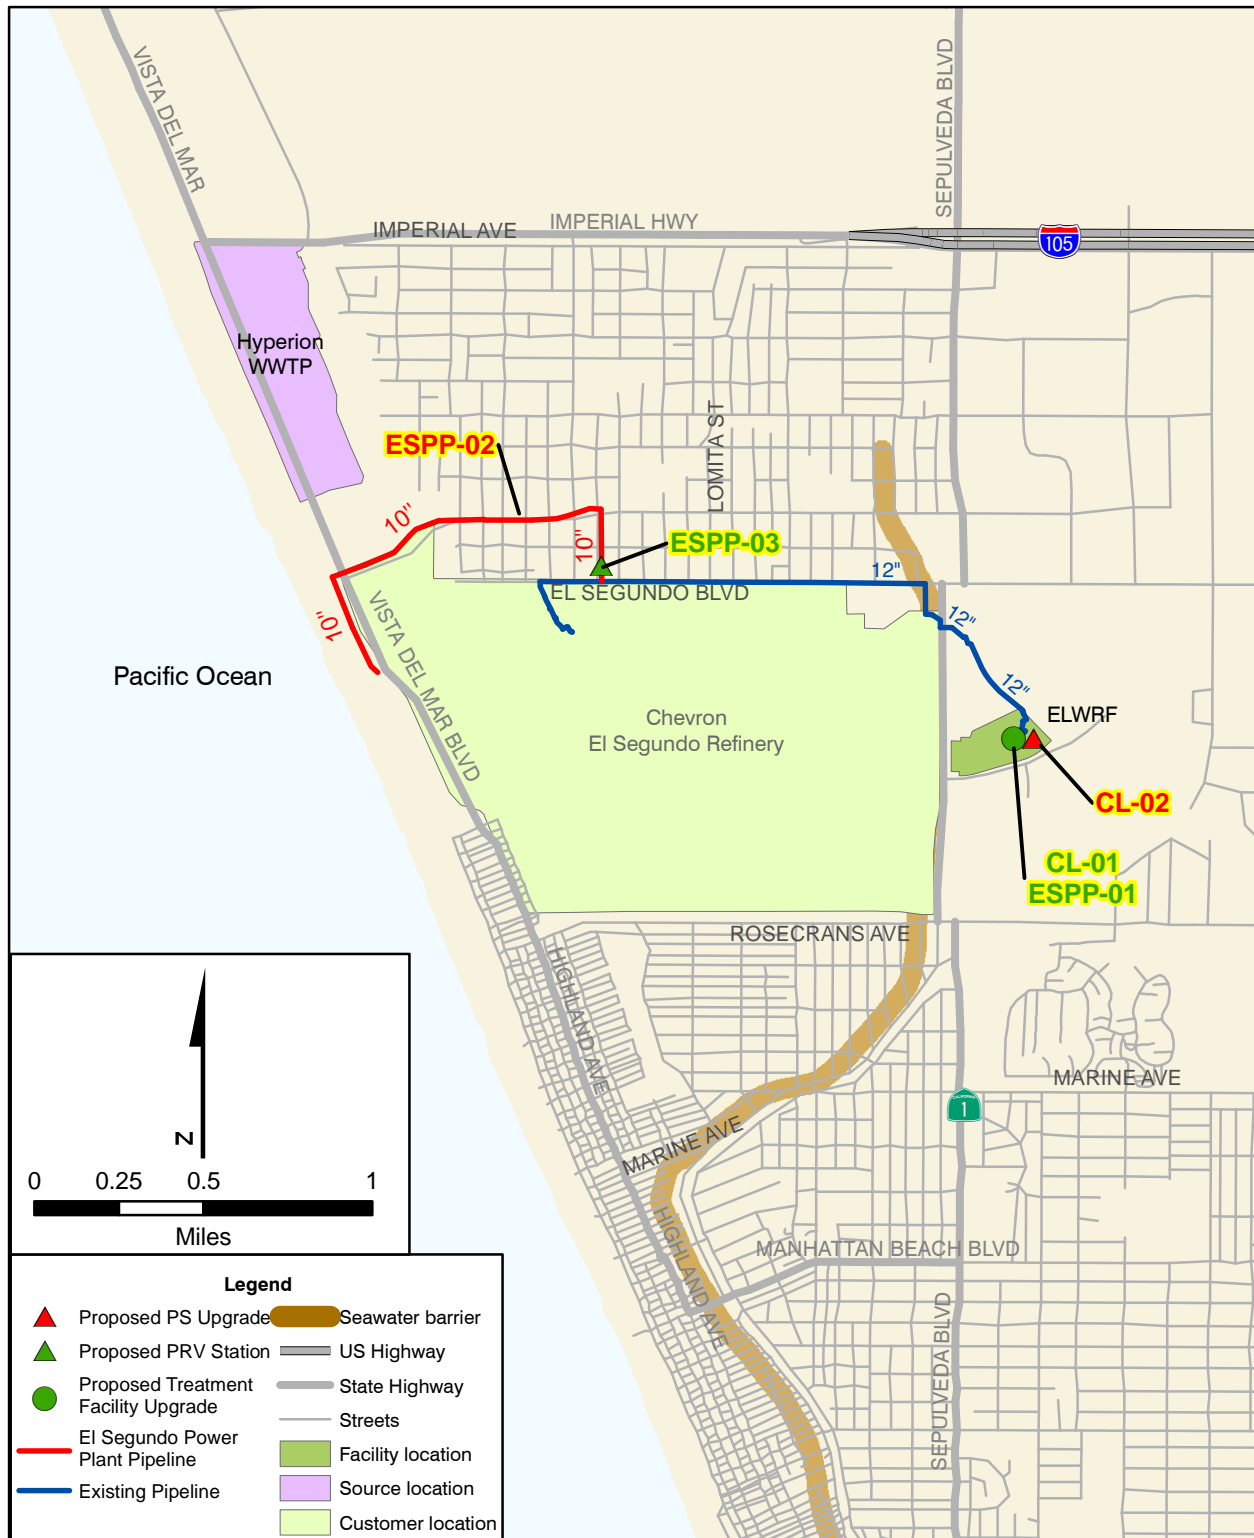 VISTA DEL MAR
SEPULVEDA BLVD
IMPERIAL AVE
IMPERIAL HWY
105
Hyperion
WWTP
ESPP-02
LOMITA ST
10"
10"
ESPP-03
12"
EL SEGUNDO BLVD
10"
VISTA DEL MAR BLVD
12"
Pacific Ocean
12"
Chevron
El Segundo Refinery
ELWRF
CL-02
CL-01
ESPP-01
ROSECRANS AVE
HIGHLAND AVE
MARINE AVE
CALIFORNIA
1
MARINE AVE
HIGHLAND AVE
MANHATTAN BEACH BLVD
SEPULVEDA BLVD
N
0 0.25 0.5 1
Miles
Legend
Proposed PS Upgrade
Proposed PRV Station
Proposed Treatment
Facility Upgrade
El Segundo Power
Plant Pipeline
Existing Pipeline
Seawater barrier
US Highway
State Highway
Streets
Facility location
Source location
Customer location